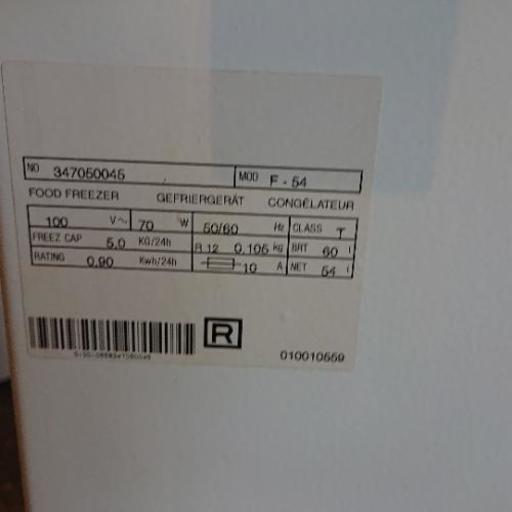 NO 347050045 MOD F - 54
FOOD FREEZER GEFRIERGERÄT CONGÉLATEUR
100 V~ 70 W 50/60 Hz CLASS T
FREEZ CAP 5.0 KG/24h R.12 0.105 kg BRT 60 l
RATING 0.90 Kwh/24h 10 A NET 54 l
R
010010559